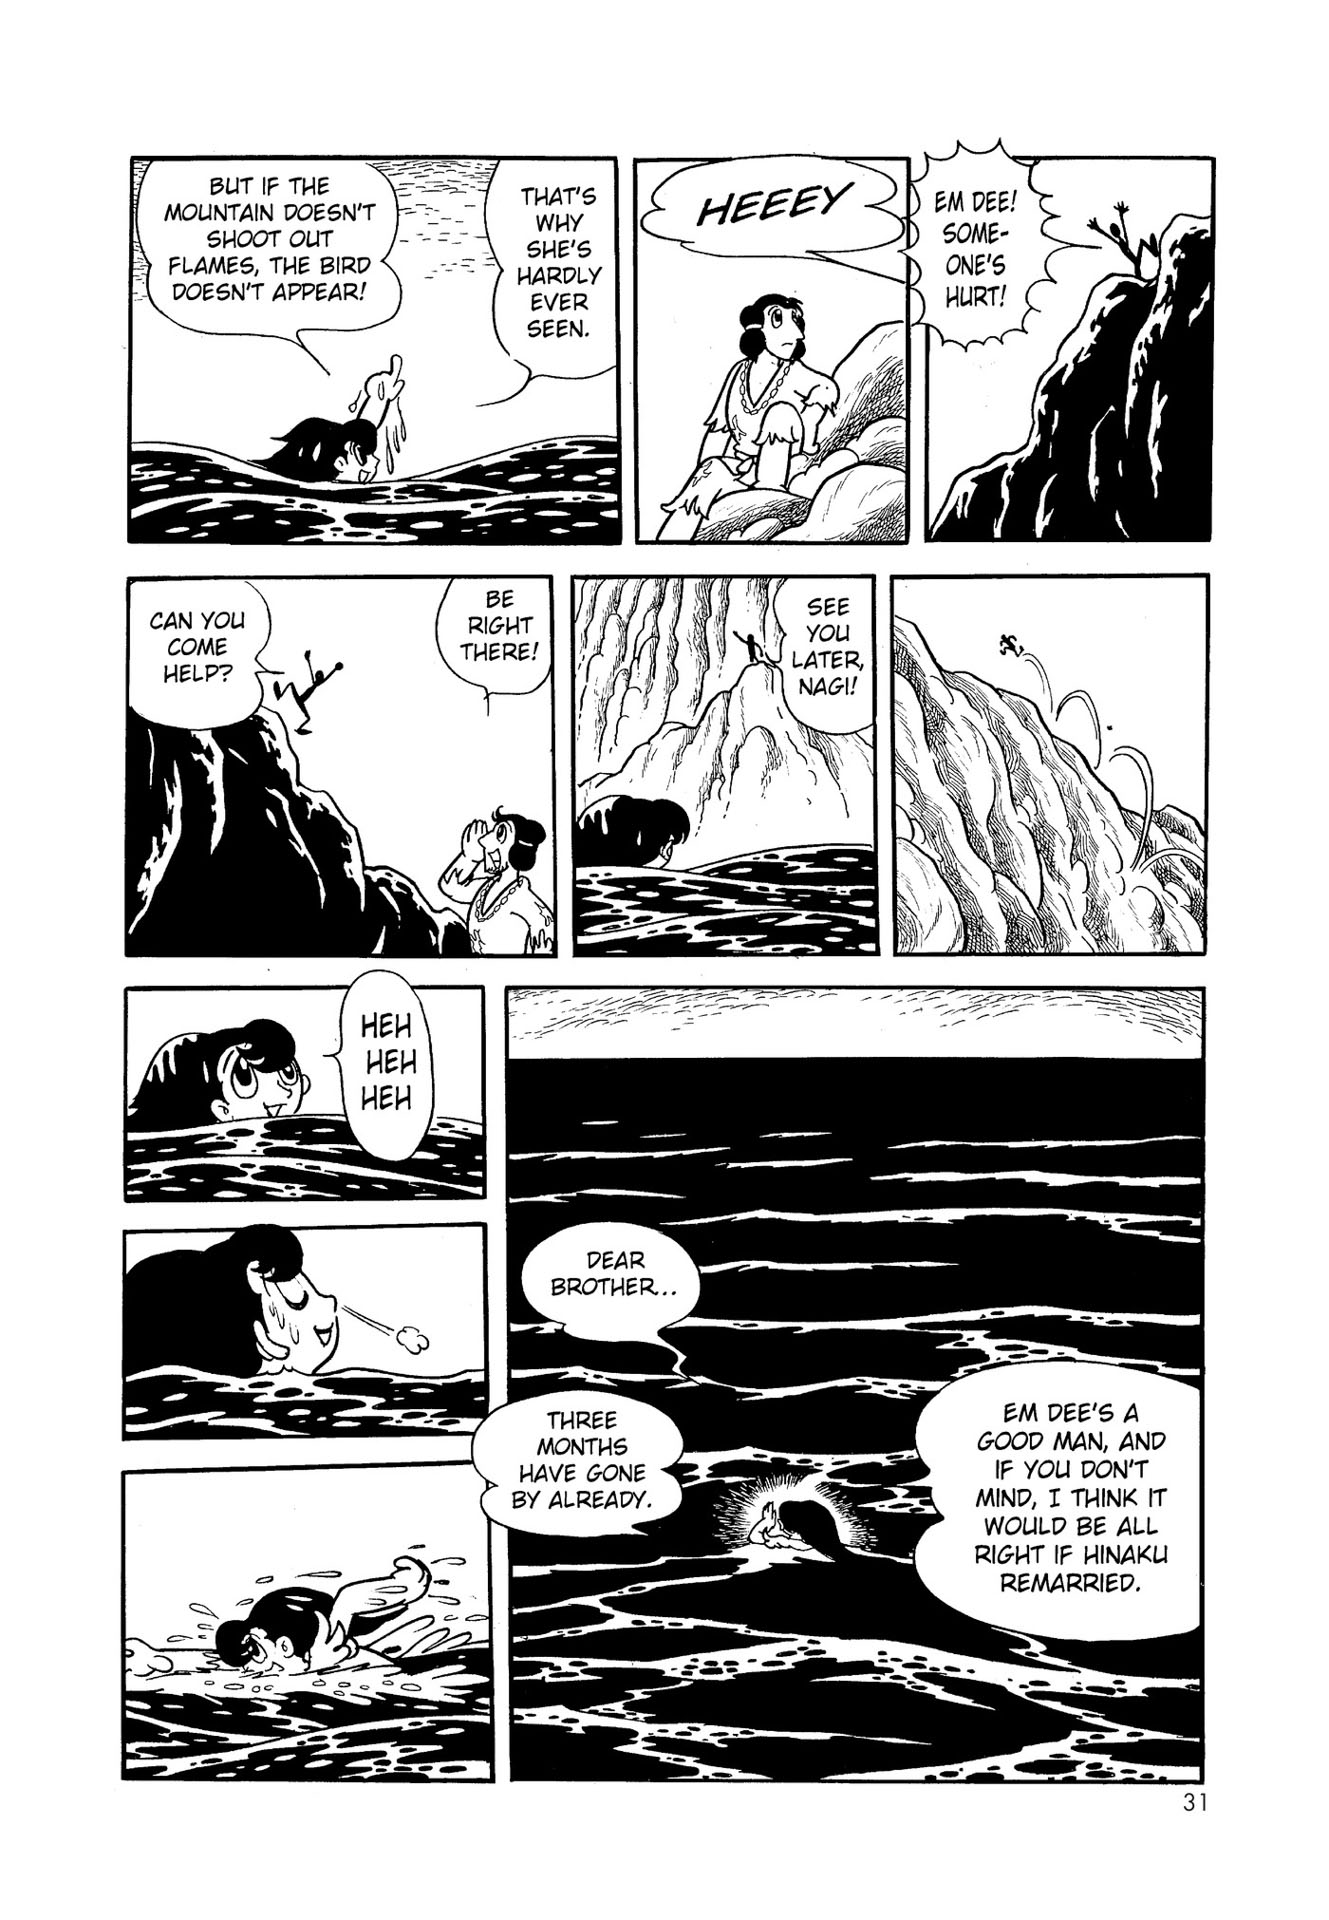 BUT IF THE
MOUNTAIN DOESN'T
SHOOT OUT
FLAMES, THE BIRD
DOESN'T APPEAR!
THAT'S
WHY
SHE'S
HARDLY
EVER
SEEN.
HEEEY
EM DEE!
SOME-
ONE'S
HURT!
CAN YOU
COME
HELP?
BE
RIGHT
THERE!
SEE
YOU
LATER,
NAGI!
HEH
HEH
HEH
DEAR
BROTHER...
THREE
MONTHS
HAVE GONE
BY ALREADY.
EM DEE'S A
GOOD MAN, AND
IF YOU DON'T
MIND, I THINK IT
WOULD BE ALL
RIGHT IF HINAKU
REMARRIED.
31